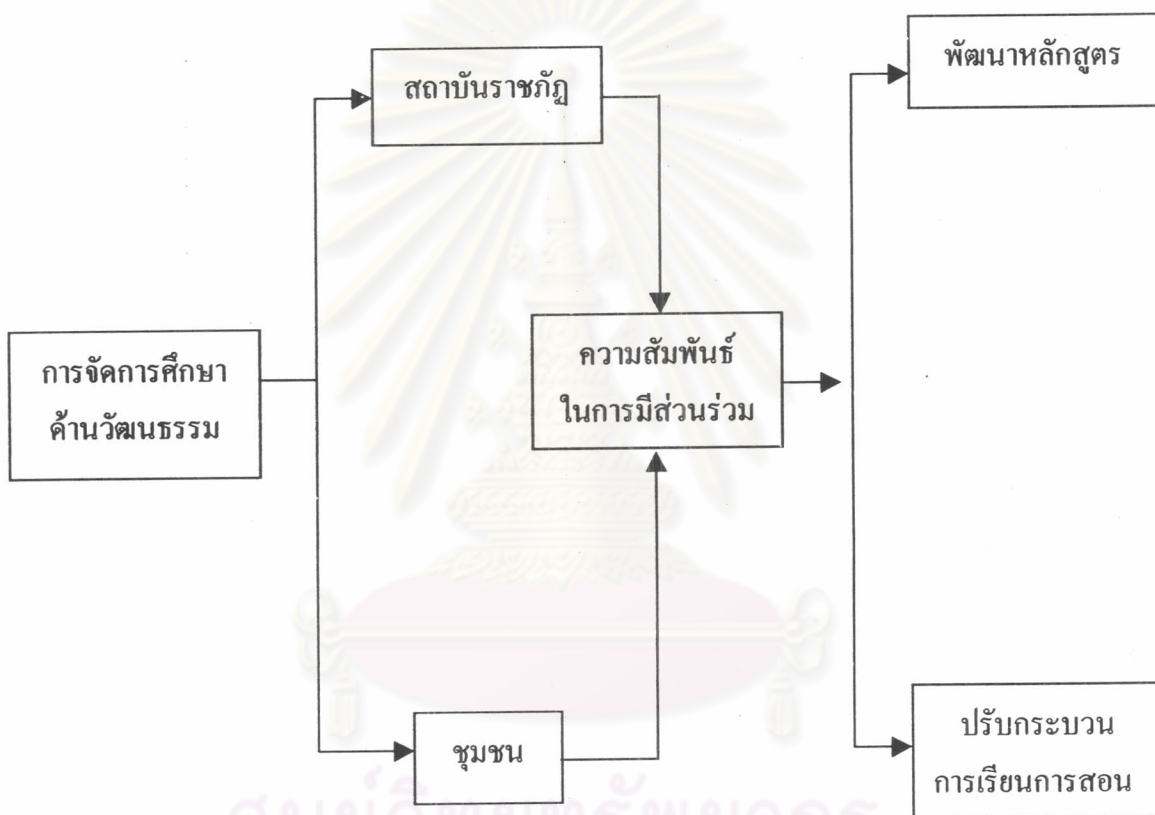 พัฒนาหลักสูตร
สถาบันราชภัฏ
การจัดการศึกษา
ด้านวัฒนธรรม
ความสัมพันธ์
ในการมีส่วนร่วม
ชุมชน
ปรับกระบวน
การเรียนการสอน